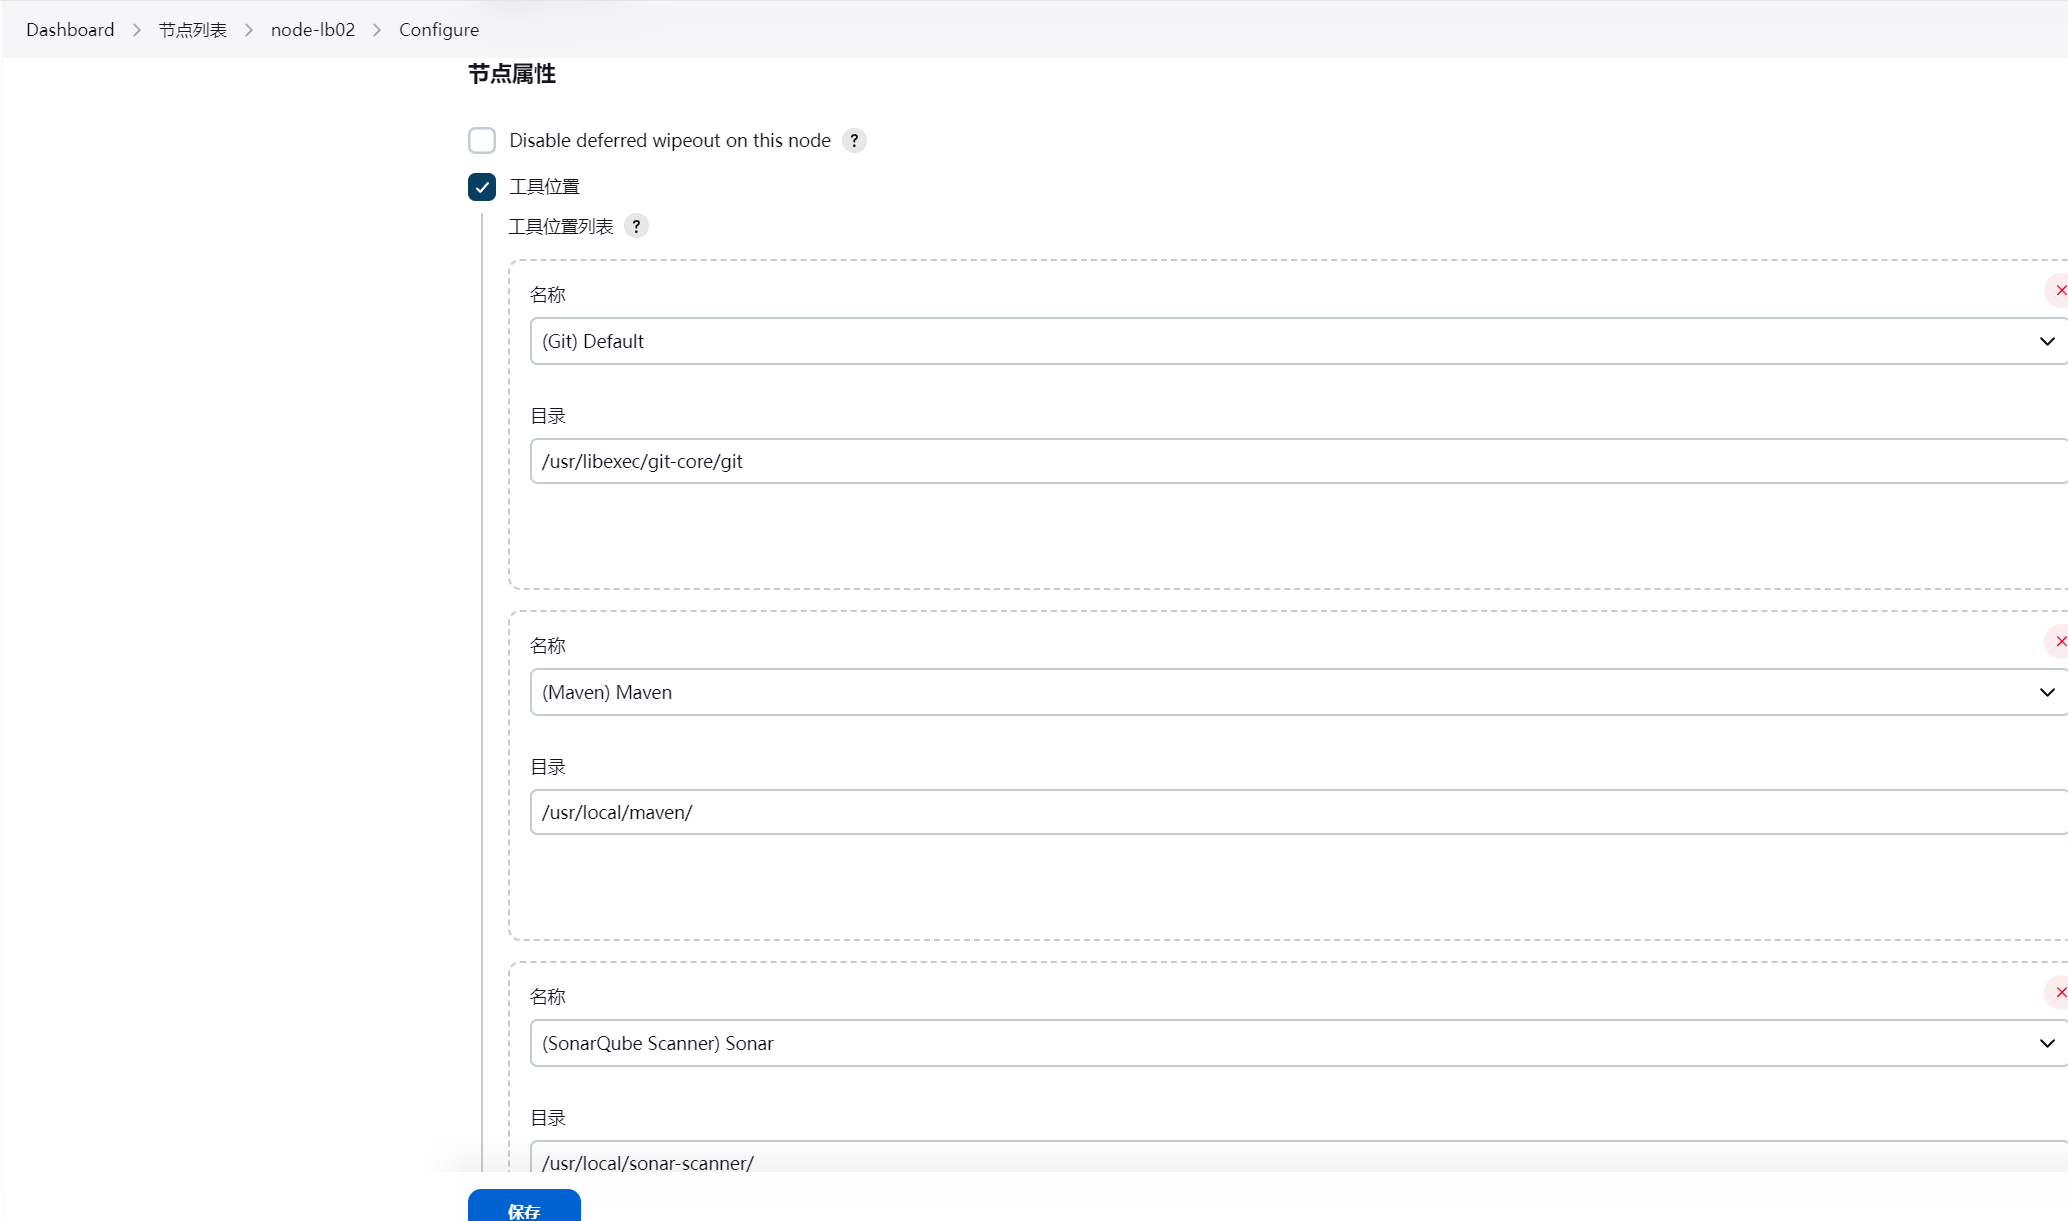 Dashboard > 节点列表 > node-lb02 > Configure
节点属性
Disable deferred wipeout on this node ?
工具位置
工具位置列表 ?
名称
(Git) Default
目录
/usr/libexec/git-core/git
名称
(Maven) Maven
目录
/usr/local/maven/
名称
(SonarQube Scanner) Sonar
目录
/usr/local/sonar-scanner/
保存